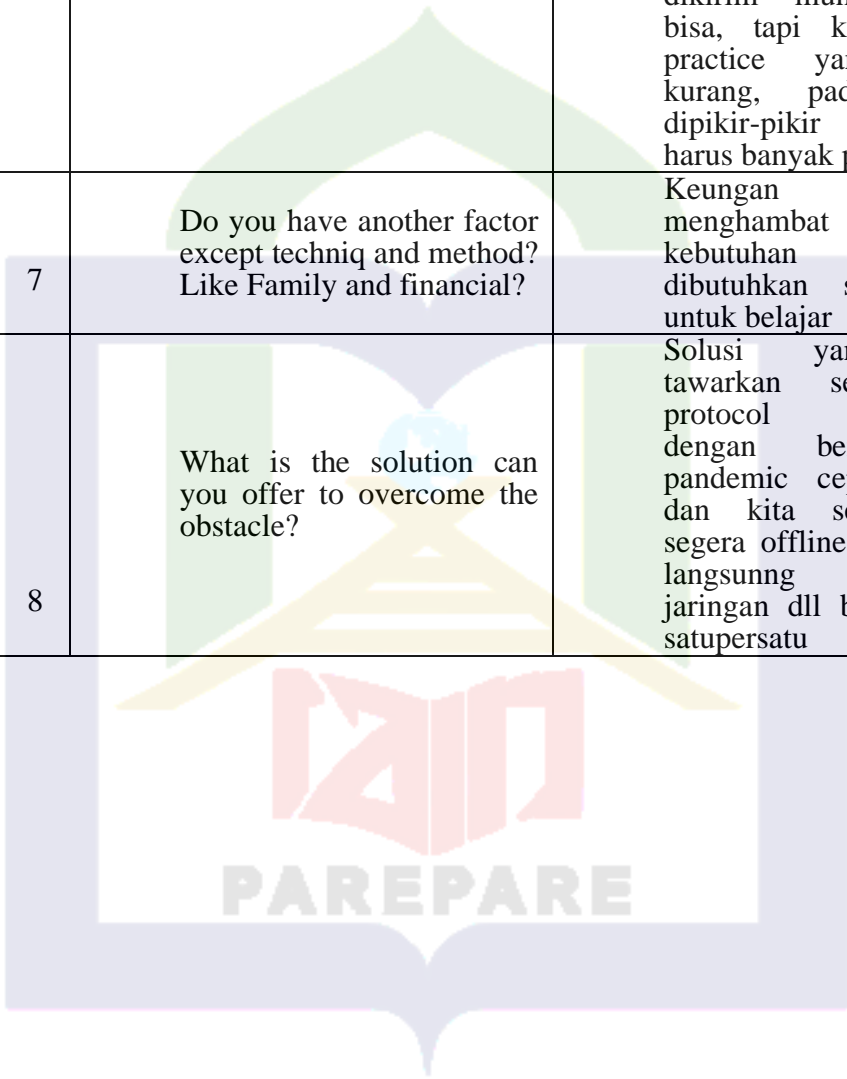 bisa, tapi
practice
kurang,
dipikir-pikir
harus banyak
7
Do you have another factor
except techniq and method?
Like Family and financial?
Keungan
menghambat
kebutuhan
dibutuhkan
untuk belajar
8
What is the solution can
you offer to overcome the
obstacle?
Solusi
tawarkan
protocol
dengan
pandemic
dan kita
segera offline
langsunng
jaringan dll
satupersatu
iain
PAREPARE